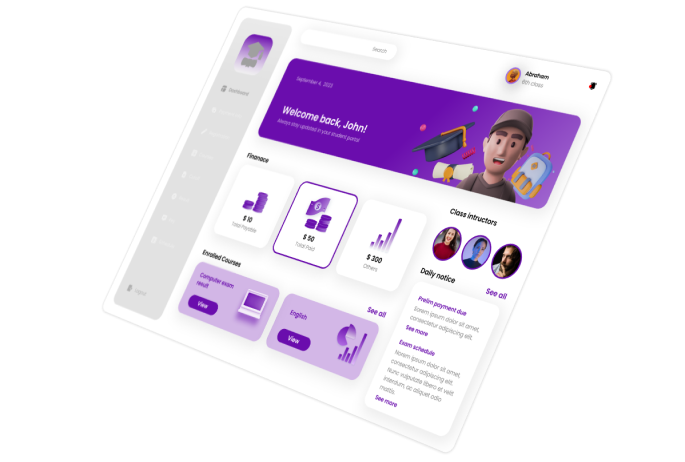 Search
Abraham
6th class
Dashboard
September 4, 2023
Welcome back, John!
Always stay updated in your student portal
Finanace
$ 10
Total Payable
$ 50
Total Paid
$ 300
Others
Class intructors
Daily notice
See all
Prelim payment due
Sorem ipsum dolor sit amet,
consectetur adipiscing elit.
See more
Exam schedule
Norem ipsum dolor sit amet,
consectetur adipiscing elit.
Nunc vulputate libero et velit
interdum, ac aliquet odio
mattis.
See more
Enrolled Courses
See all
Computer exam
result
View
English
View
Logout